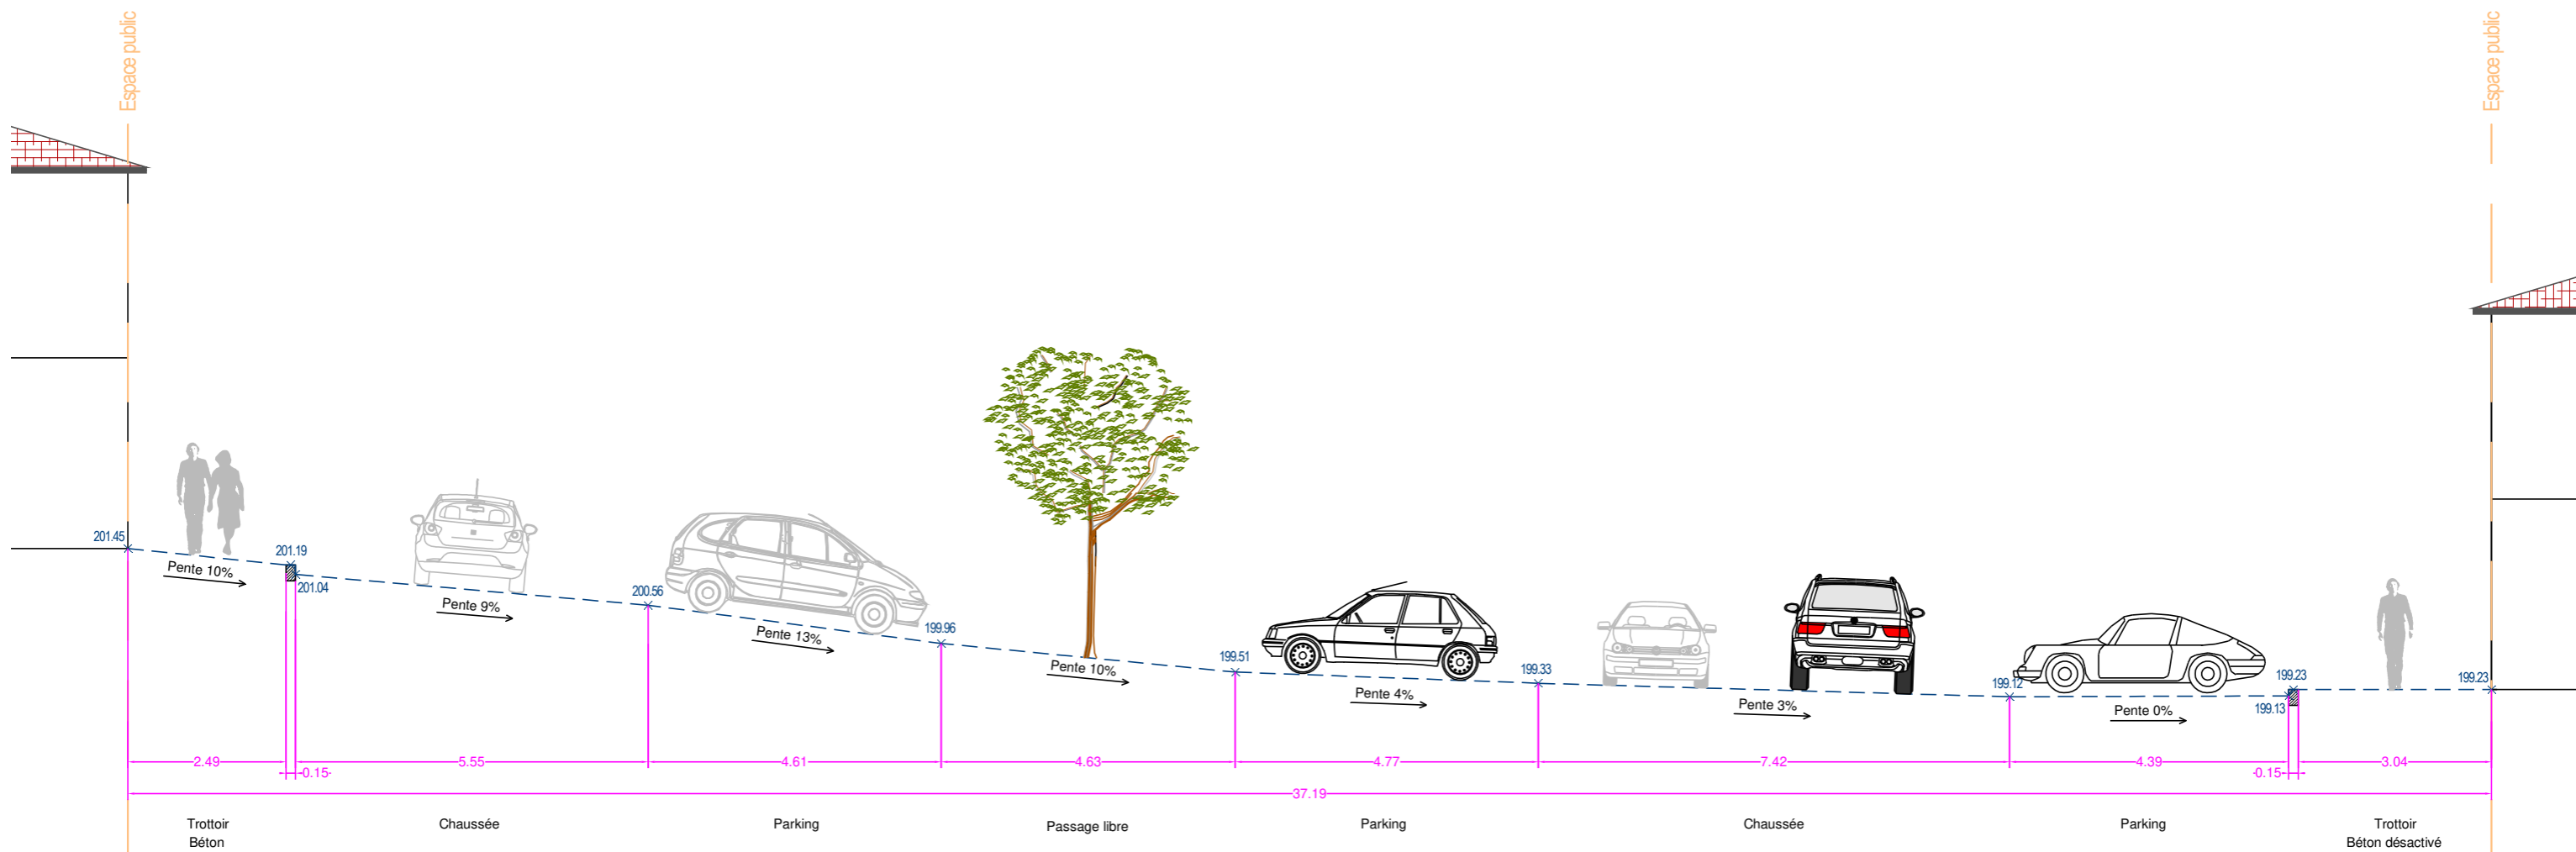 Espace public
Espace public
201.45
201.19
201.04
200.56
199.96
199.51
199.33
199.12
199.23
199.13
199.23
Pente 10%
Pente 9%
Pente 13%
Pente 10%
Pente 4%
Pente 3%
Pente 0%
2.49
0.15
5.55
4.61
4.63
4.77
7.42
4.39
0.15
3.04
37.19
Trottoir
Béton
Chaussée
Parking
Passage libre
Parking
Chaussée
Parking
Trottoir
Béton désactivé